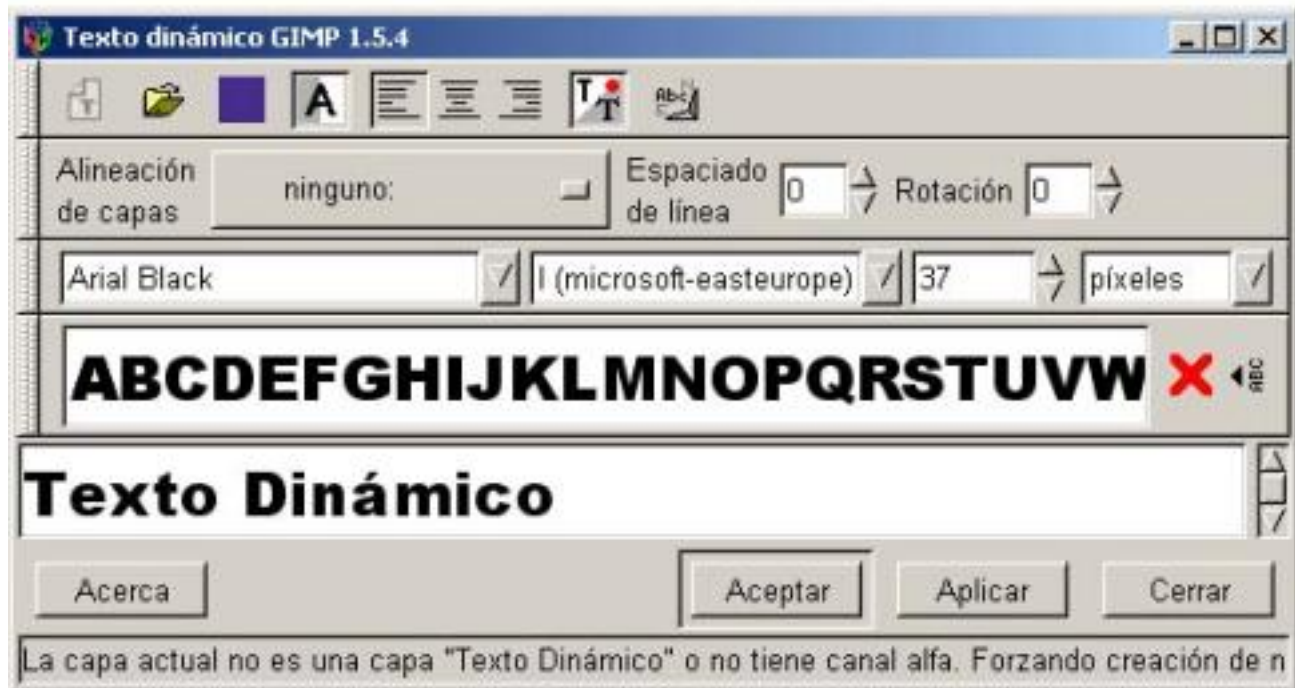 Texto dinámico GIMP 1.5.4
A T T Abc
Alineación de capas ninguno: Espaciado de línea 0 Rotación 0
Arial Black I (microsoft-easteurope) 37 píxeles
ABCDEFGHIJKLMNOPQRSTUVW ABC
Texto Dinámico
Acerca Aceptar Aplicar Cerrar
La capa actual no es una capa "Texto Dinámico" o no tiene canal alfa. Forzando creación de n